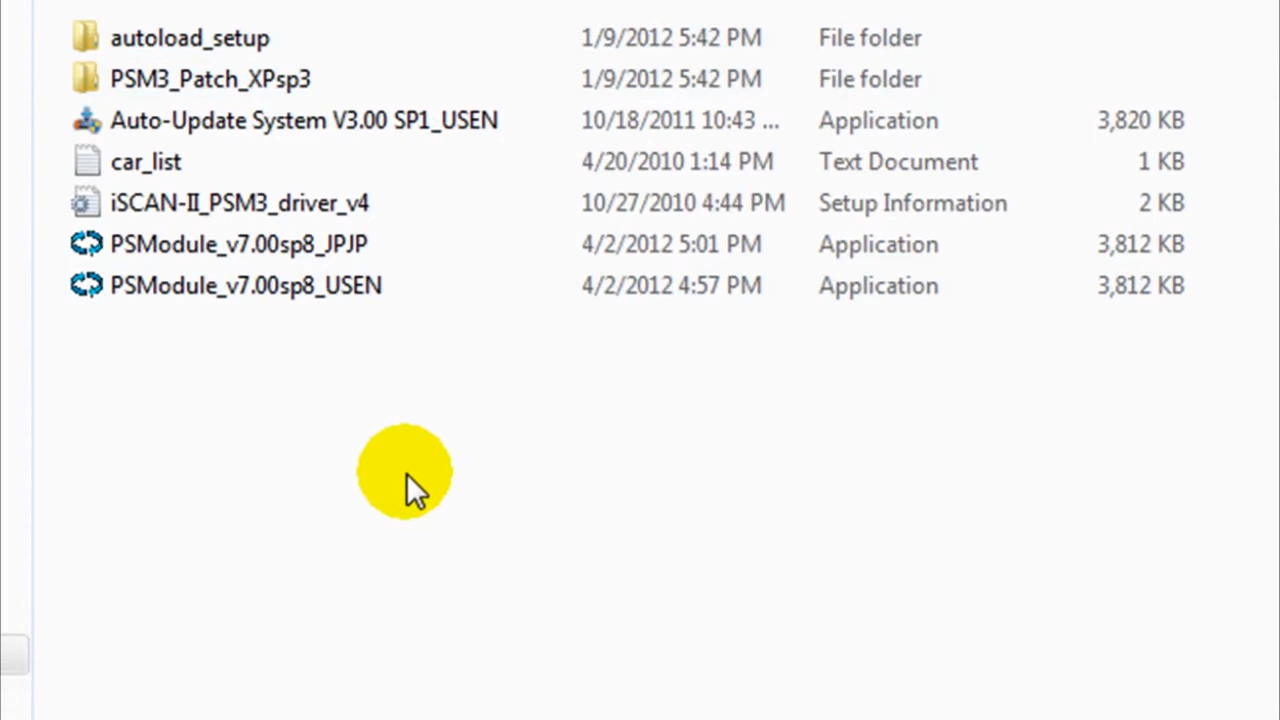 autoload_setup 1/9/2012 5:42 PM File folder
PSM3_Patch_XPsp3 1/9/2012 5:42 PM File folder
Auto-Update System V3.00 SP1_USEN 10/18/2011 10:43 ... Application 3,820 KB
car_list 4/20/2010 1:14 PM Text Document 1 KB
iSCAN-II_PSM3_driver_v4 10/27/2010 4:44 PM Setup Information 2 KB
PSModule_v7.00sp8_JPJP 4/2/2012 5:01 PM Application 3,812 KB
PSModule_v7.00sp8_USEN 4/2/2012 4:57 PM Application 3,812 KB